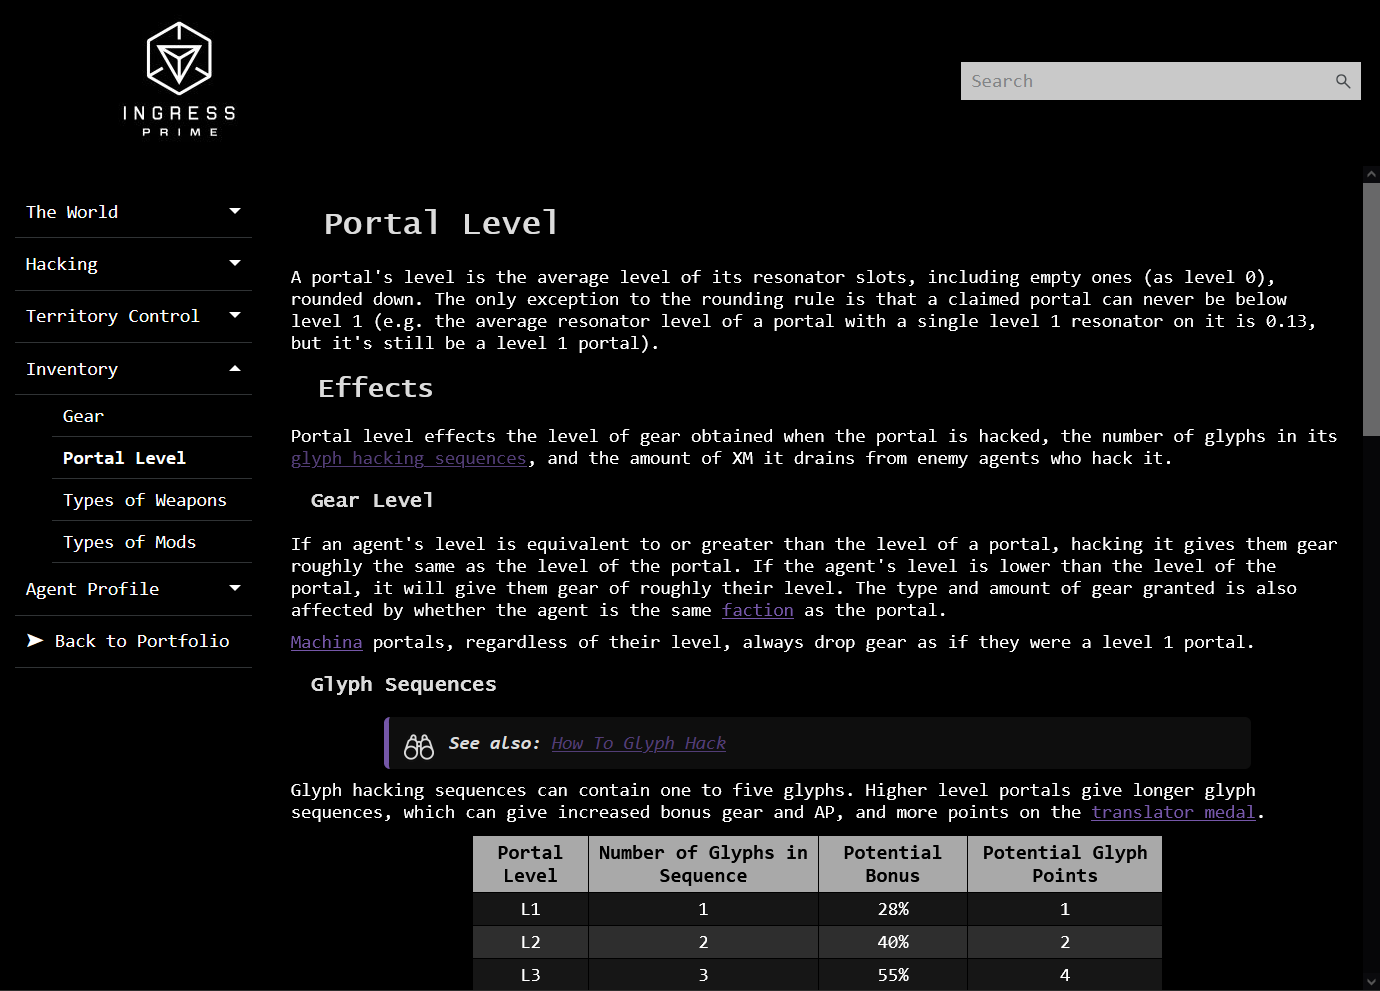 INGRESS
PRIME
Search
The World
Hacking
Territory Control
Inventory
Gear
Portal Level
Types of Weapons
Types of Mods
Agent Profile
Back to Portfolio
Portal Level
A portal's level is the average level of its resonator slots, including empty ones (as level 0),
rounded down. The only exception to the rounding rule is that a claimed portal can never be below
level 1 (e.g. the average resonator level of a portal with a single level 1 resonator on it is 0.13,
but it's still be a level 1 portal).
Effects
Portal level effects the level of gear obtained when the portal is hacked, the number of glyphs in its
glyph hacking sequences, and the amount of XM it drains from enemy agents who hack it.
Gear Level
If an agent's level is equivalent to or greater than the level of a portal, hacking it gives them gear
roughly the same as the level of the portal. If the agent's level is lower than the level of the
portal, it will give them gear of roughly their level. The type and amount of gear granted is also
affected by whether the agent is the same faction as the portal.
Machina portals, regardless of their level, always drop gear as if they were a level 1 portal.
Glyph Sequences
See also: How To Glyph Hack
Glyph hacking sequences can contain one to five glyphs. Higher level portals give longer glyph
sequences, which can give increased bonus gear and AP, and more points on the translator medal.
Portal Level Number of Glyphs in Sequence Potential Bonus Potential Glyph Points
L1 1 28% 1
L2 2 40% 2
L3 3 55% 4